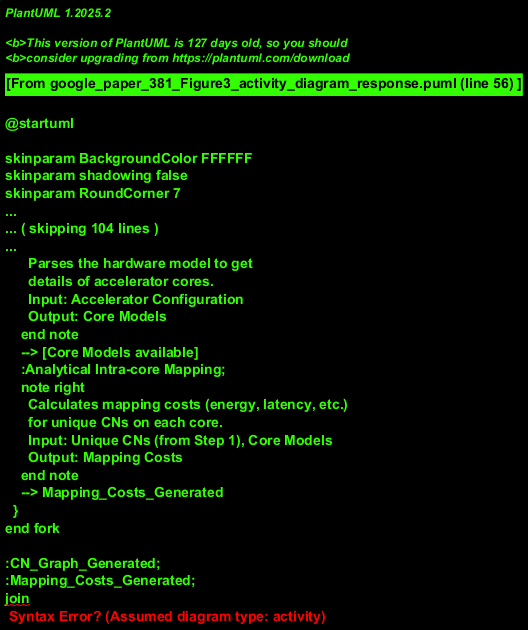 PlantUML 1.2025.2
<b>This version of PlantUML is 127 days old, so you should
<b>consider upgrading from https://plantuml.com/download
[From google_paper_381_Figure3_activity_diagram_response.puml (line 56) ]
@startuml
skinparam BackgroundColor FFFFFF
skinparam shadowing false
skinparam RoundCorner 7
...
... ( skipping 104 lines )
...
Parses the hardware model to get
details of accelerator cores.
Input: Accelerator Configuration
Output: Core Models
end note
--> [Core Models available]
:Analytical Intra-core Mapping;
note right
Calculates mapping costs (energy, latency, etc.)
for unique CNs on each core.
Input: Unique CNs (from Step 1), Core Models
Output: Mapping Costs
end note
--> Mapping_Costs_Generated
}
end fork
:CN_Graph_Generated;
:Mapping_Costs_Generated;
join
Syntax Error? (Assumed diagram type: activity)